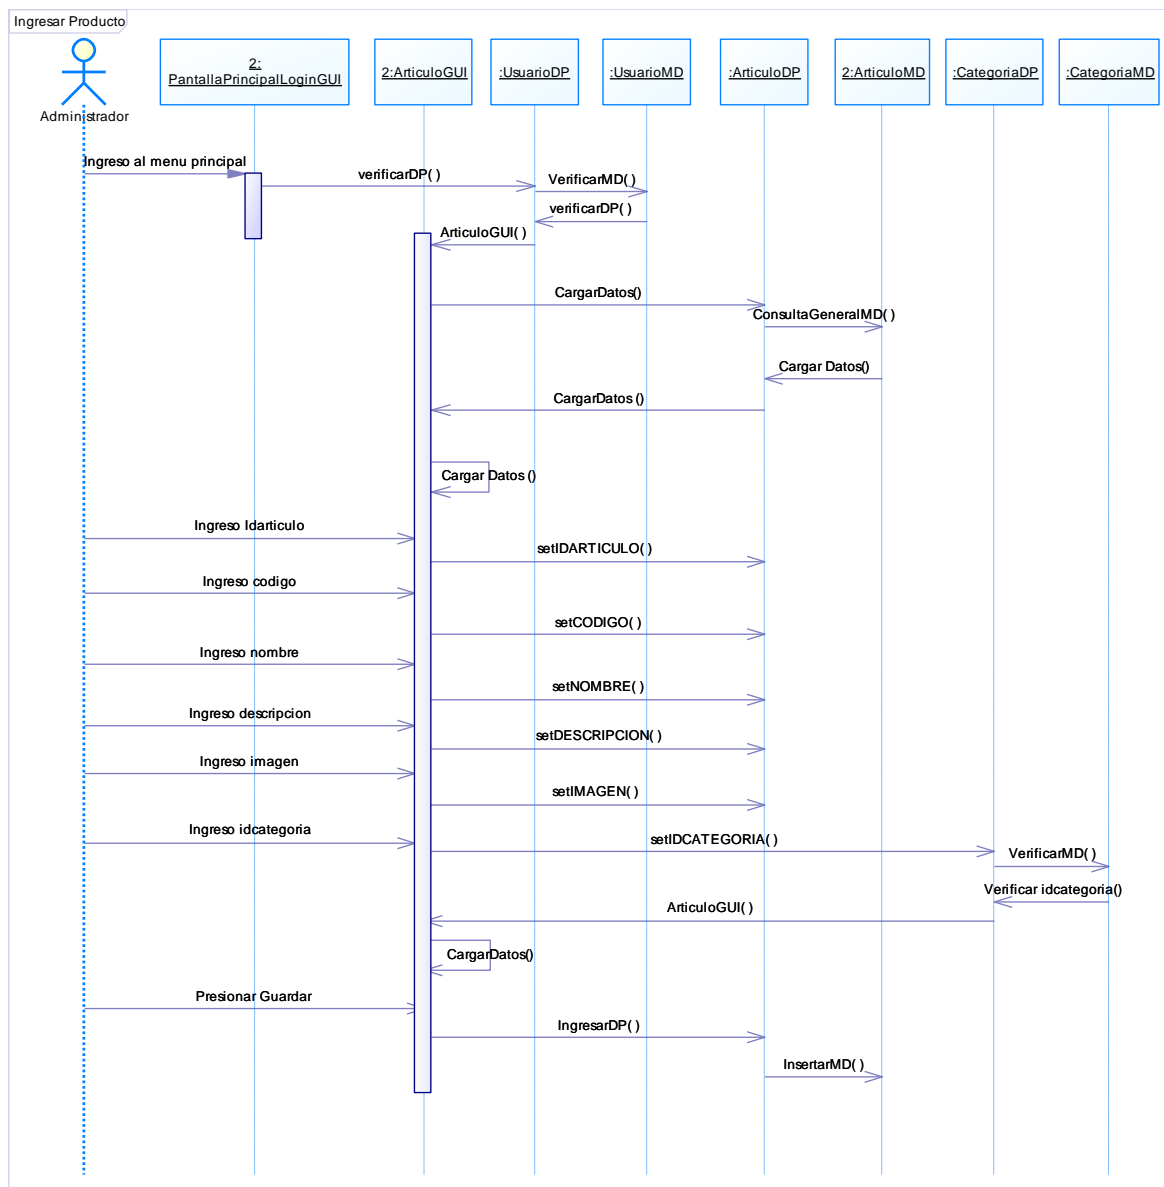 Ingresar Producto
Administrador
2:
PantallaPrincipalLoginGUI
2:ArticuloGUI
:UsuarioDP
:UsuarioMD
:ArticuloDP
2:ArticuloMD
:CategoriaDP
:CategoriaMD
Ingreso al menu principal
verificarDP( )
VerificarMD( )
verificarDP( )
ArticuloGUI( )
CargarDatos()
ConsultaGeneralMD( )
Cargar Datos()
CargarDatos ()
Cargar Datos ()
Ingreso Idarticulo
setIDARTICULO( )
Ingreso codigo
setCODIGO( )
Ingreso nombre
setNOMBRE( )
Ingreso descripcion
setDESCRIPCION( )
Ingreso imagen
setIMAGEN( )
Ingreso idcategoria
setIDCATEGORIA( )
VerificarMD( )
Verificar idcategoria()
ArticuloGUI( )
CargarDatos()
Presionar Guardar
IngresarDP( )
InsertarMD( )